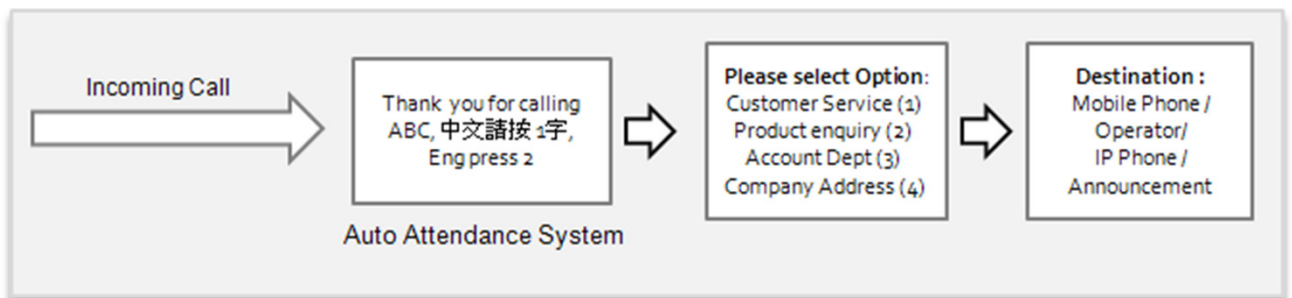 Incoming Call
Thank you for calling
ABC, 中文請按 1字,
Eng press 2
Auto Attendance System
Please select Option:
Customer Service (1)
Product enquiry (2)
Account Dept (3)
Company Address (4)
Destination :
Mobile Phone /
Operator/
IP Phone /
Announcement